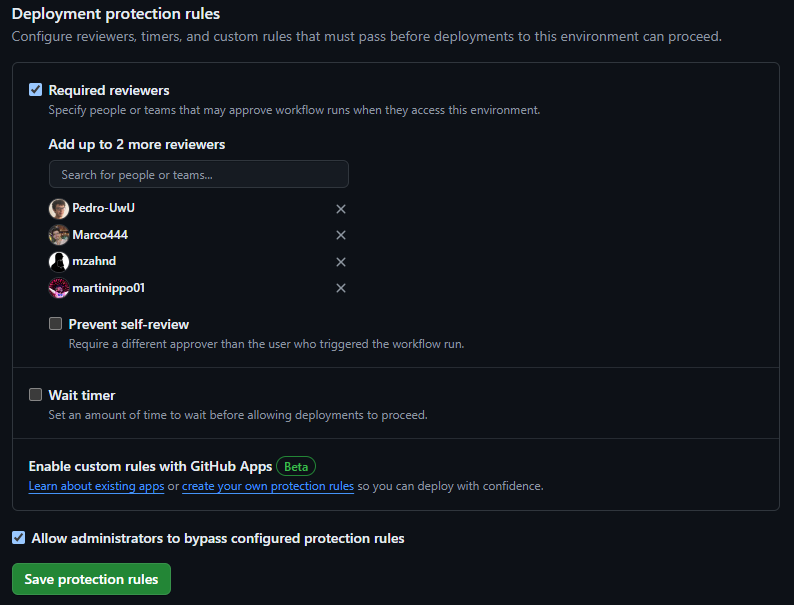 Deployment protection rules
Configure reviewers, timers, and custom rules that must pass before deployments to this environment can proceed.
Required reviewers
Specify people or teams that may approve workflow runs when they access this environment.
Add up to 2 more reviewers
Search for people or teams...
Pedro-UwU
Marco444
mzahnd
martinippo01
Prevent self-review
Require a different approver than the user who triggered the workflow run.
Wait timer
Set an amount of time to wait before allowing deployments to proceed.
Enable custom rules with GitHub Apps Beta
Learn about existing apps or create your own protection rules so you can deploy with confidence.
Allow administrators to bypass configured protection rules
Save protection rules